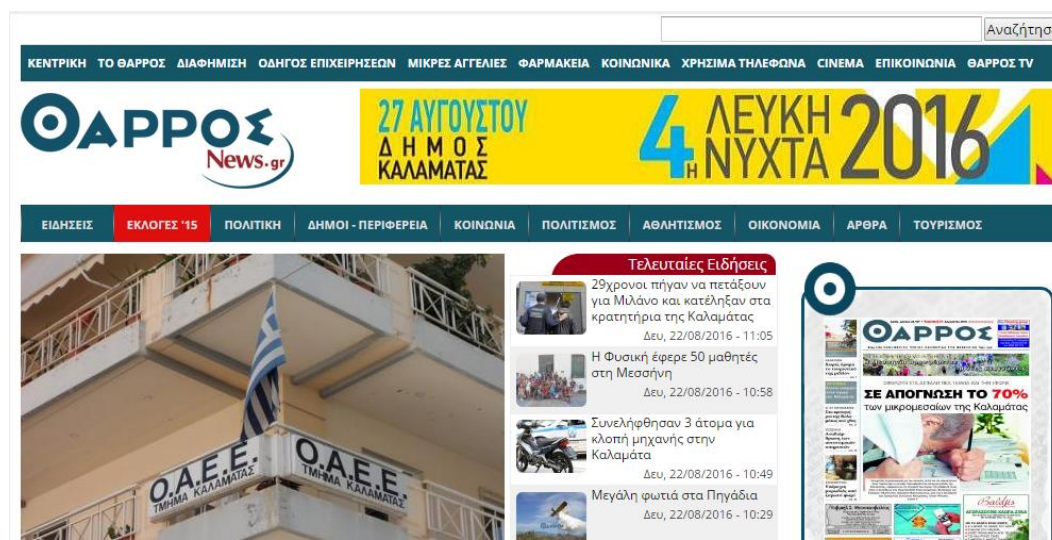 Αναζήτησ
ΚΕΝΤΡΙΚΗ ΤΟ ΘΑΡΡΟΣ ΔΙΑΦΗΜΙΣΗ ΟΔΗΓΟΣ ΕΠΙΧΕΙΡΗΣΕΩΝ ΜΙΚΡΕΣ ΑΓΓΕΛΙΕΣ ΦΑΡΜΑΚΕΙΑ ΚΟΙΝΩΝΙΚΑ ΧΡΗΣΙΜΑ ΤΗΛΕΦΩΝΑ CINEMA ΕΠΙΚΟΙΝΩΝΙΑ ΘΑΡΡΟΣ TV
ΘΑΡΡΟΣ
News.gr
27 ΑΥΓΟΥΣΤΟΥ
ΔΗΜΟΣ
ΚΑΛΑΜΑΤΑΣ
4η ΛΕΥΚΗ
ΝΥΧΤΑ 2016
ΕΙΔΗΣΕΙΣ ΕΚΛΟΓΕΣ '15 ΠΟΛΙΤΙΚΗ ΔΗΜΟΙ - ΠΕΡΙΦΕΡΕΙΑ ΚΟΙΝΩΝΙΑ ΠΟΛΙΤΙΣΜΟΣ ΑΘΛΗΤΙΣΜΟΣ ΟΙΚΟΝΟΜΙΑ ΑΡΘΡΑ ΤΟΥΡΙΣΜΟΣ
Ο.Α.Ε.Ε.
ΤΜΗΜΑ ΚΑΛΑΜΑΤΑΣ
Ο.Α.Ε.Ε.
ΤΜΗΜΑ ΚΑΛΑΜΑΤΑΣ
Τελευταίες Ειδήσεις
29χρονοι πήγαν να πετάξουν
για Μιλάνο και κατέληξαν στα
κρατητήρια της Καλαμάτας
Δευ, 22/08/2016 - 11:05
Η Φυσική έφερε 50 μαθητές
στη Μεσσήνη
Δευ, 22/08/2016 - 10:58
Συνελήφθησαν 3 άτομα για
κλοπή μηχανής στην
Καλαμάτα
Δευ, 22/08/2016 - 10:49
Μεγάλη φωτιά στα Πηγάδια
Δευ, 22/08/2016 - 10:29
ΘΑΡΡΟΣ
ΣΕ ΑΠΟΓΝΩΣΗ ΤΟ 70%
των μικρομεσαίων της Καλαμάτας